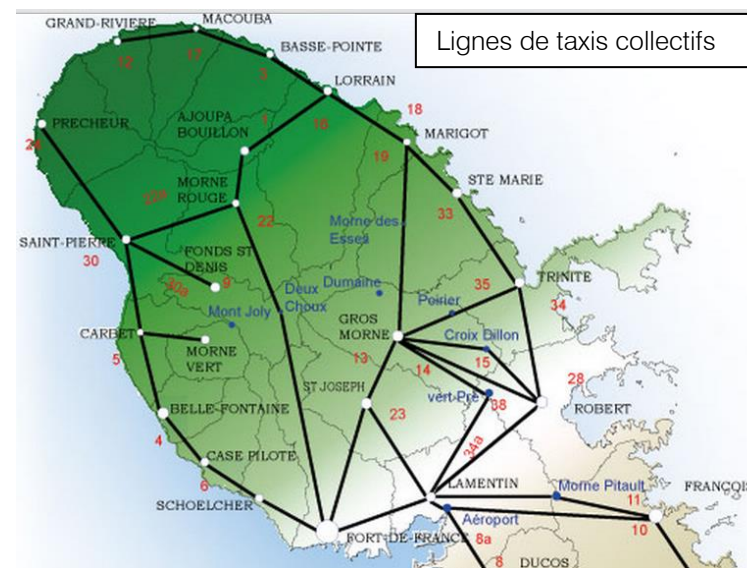 Lignes de taxis collectifs
GRAND-RIVIERE
MACOUBA
12
17
BASSE-POINTE
3
LORRAIN
18
PRECHEUR
24
AJOUPA
BOUILLON
1
16
MARIGOT
19
MORNE
ROUGE
STE MARIE
22
33
Morne des
Esseli
SAINT-PIERRE
30
FONDS ST
DENIS
30a
9
Deux
Choux
Dumaine
35
TRINITE
34
Mont Joly
Poirier
GROS
MORNE
Croix Dillon
CARBET
5
MORNE
VERT
13
14
15
28
ST JOSEPH
vert Pré
38
ROBERT
BELLE-FONTAINE
4
23
34a
CASE PILOTE
6
LAMENTIN
Morne Pitault
11
FRANÇOIS
SCHOELCHER
Aéroport
10
FORT-DE-FRANCE
8a
8
DUCOS